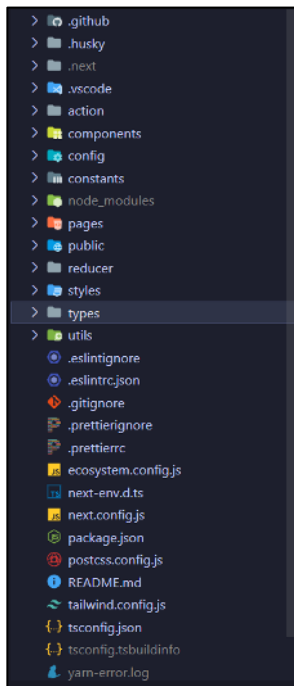 .github
.husky
.next
.vscode
action
components
config
constants
node_modules
pages
public
reducer
styles
types
utils
.eslintignore
.eslintrc.json
.gitignore
.prettierignore
.prettierrc
ecosystem.config.js
next-env.d.ts
next.config.js
package.json
postcss.config.js
README.md
tailwind.config.js
tsconfig.json
tsconfig.tsbuildinfo
yarn-error.log